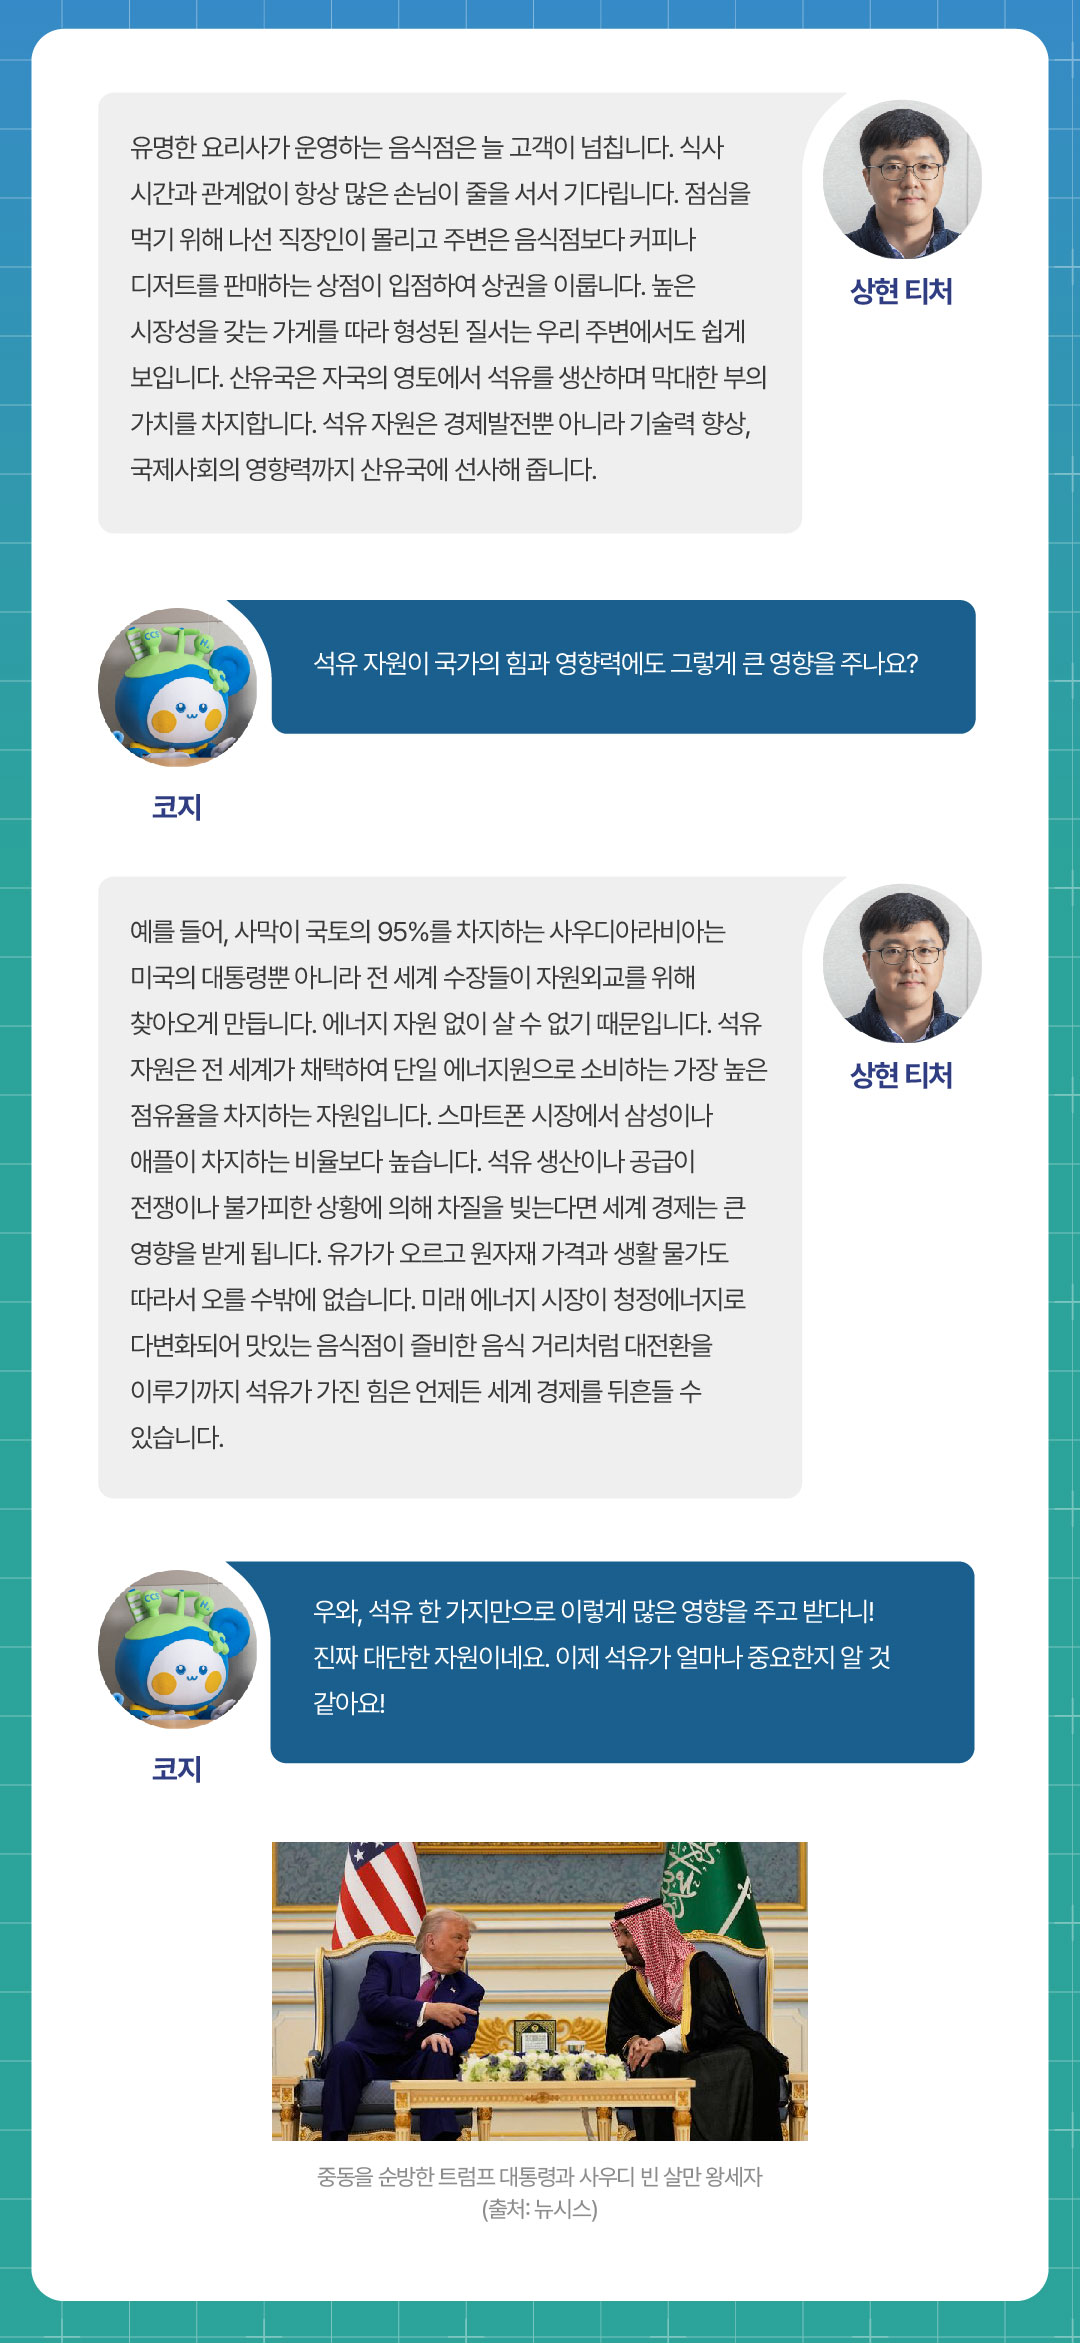 유명한 요리사가 운영하는 음식점은 늘 고객이 넘칩니다. 식사
시간과 관계없이 항상 많은 손님이 줄을 서서 기다립니다. 점심을
먹기 위해 나선 직장인이 몰리고 주변은 음식점보다 커피나
디저트를 판매하는 상점이 입점하여 상권을 이룹니다. 높은
시장성을 갖는 가게를 따라 형성된 질서는 우리 주변에서도 쉽게
보입니다. 산유국은 자국의 영토에서 석유를 생산하며 막대한 부의
가치를 차지합니다. 석유 자원은 경제발전뿐 아니라 기술력 향상,
국제사회의 영향력까지 산유국에 선사해 줍니다.
상현 티처
CCS
H₂
석유 자원이 국가의 힘과 영향력에도 그렇게 큰 영향을 주나요?
코지
예를 들어, 사막이 국토의 95%를 차지하는 사우디아라비아는
미국의 대통령뿐 아니라 전 세계 수장들이 자원외교를 위해
찾아오게 만듭니다. 에너지 자원 없이 살 수 없기 때문입니다. 석유
자원은 전 세계가 채택하여 단일 에너지원으로 소비하는 가장 높은
점유율을 차지하는 자원입니다. 스마트폰 시장에서 삼성이나
애플이 차지하는 비율보다 높습니다. 석유 생산이나 공급이
전쟁이나 불가피한 상황에 의해 차질을 빚는다면 세계 경제는 큰
영향을 받게 됩니다. 유가가 오르고 원자재 가격과 생활 물가도
따라서 오를 수밖에 없습니다. 미래 에너지 시장이 청정에너지로
다변화되어 맛있는 음식점이 즐비한 음식 거리처럼 대전환을
이루기까지 석유가 가진 힘은 언제든 세계 경제를 뒤흔들 수
있습니다.
상현 티처
CCS
H₂
우와, 석유 한 가지만으로 이렇게 많은 영향을 주고 받다니!
진짜 대단한 자원이네요. 이제 석유가 얼마나 중요한지 알 것
같아요!
코지
중동을 순방한 트럼프 대통령과 사우디 빈 살만 왕세자
(출처: 뉴시스)